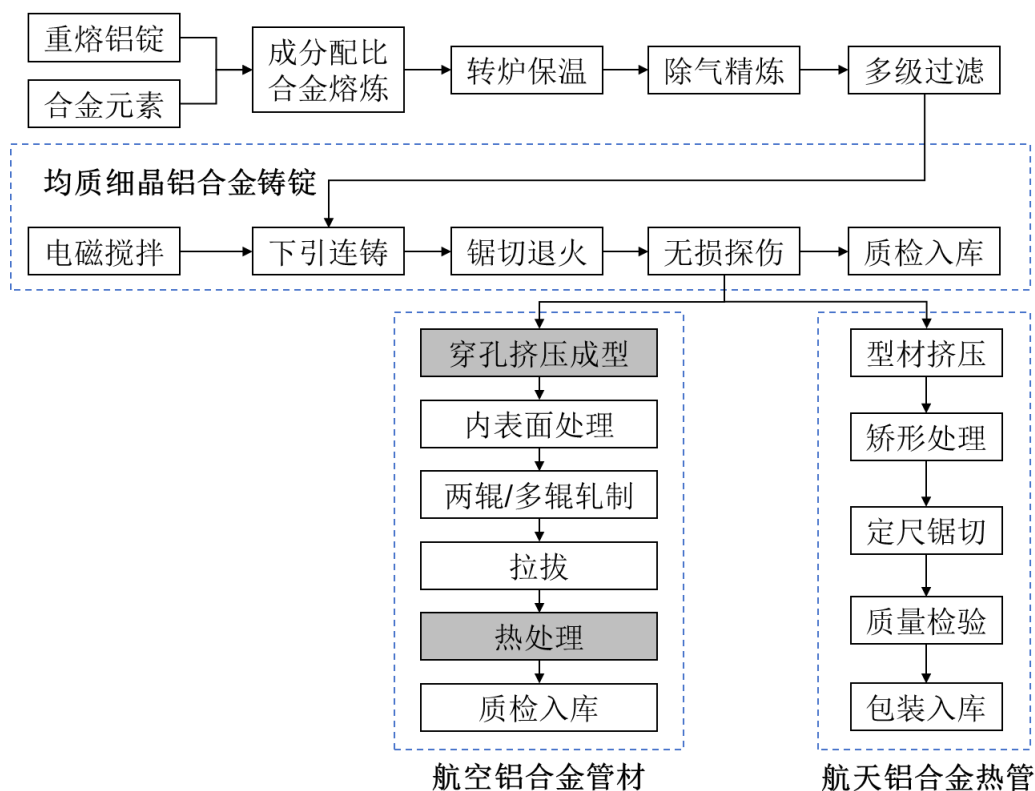 重熔铝锭
合金元素
成分配比
合金熔炼
转炉保温
除气精炼
多级过滤
均质细晶铝合金铸锭
电磁搅拌
下引连铸
锯切退火
无损探伤
质检入库
穿孔挤压成型
内表面处理
两辊/多辊轧制
拉拔
热处理
质检入库
航空铝合金管材
型材挤压
矫形处理
定尺锯切
质量检验
包装入库
航天铝合金热管